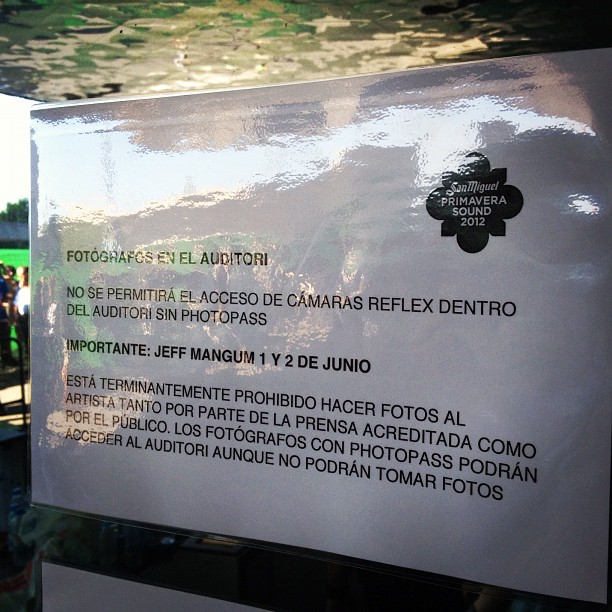 San Miguel
PRIMAVERA
SOUND
2012
FOTÓGRAFOS EN EL AUDITORI
NO SE PERMITIRÁ EL ACCESO DE CÁMARAS REFLEX DENTRO
DEL AUDITORI SIN PHOTOPASS
IMPORTANTE: JEFF MANGUM 1 Y 2 DE JUNIO
ESTÁ TERMINANTEMENTE PROHIBIDO HACER FOTOS AL
ARTISTA TANTO POR PARTE DE LA PRENSA ACREDITADA COMO
POR EL PÚBLICO. LOS FOTÓGRAFOS CON PHOTOPASS PODRÁN
ACCEDER AL AUDITORI AUNQUE NO PODRÁN TOMAR FOTOS